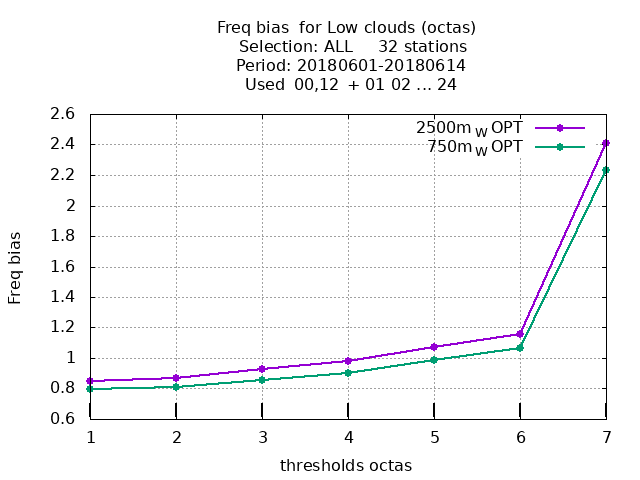 Freq bias  for Low clouds (octas)
Selection: ALL     32 stations
Period: 20180601-20180614
Used  00,12  + 01 02 ... 24
2500m W OPT
750m W OPT
2.6
2.4
2.2
2
1.8
1.6
1.4
1.2
1
0.8
0.6
Freq bias
1 2 3 4 5 6 7
thresholds octas